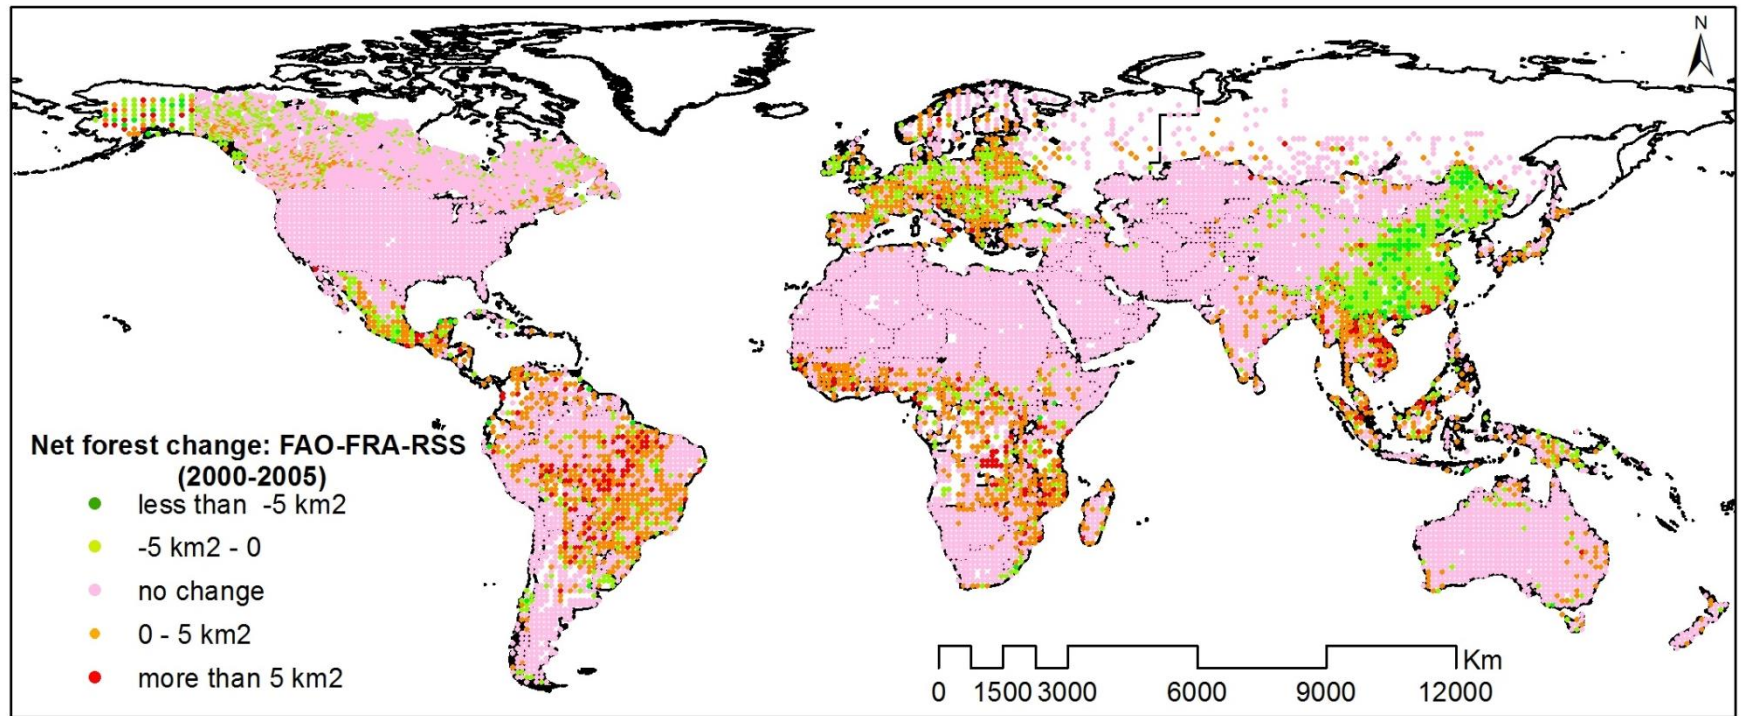 N
Net forest change: FAO-FRA-RSS
(2000-2005)
less than -5 km2
-5 km2 - 0
no change
0 - 5 km2
more than 5 km2
Km
0 1500 3000 6000 9000 12000